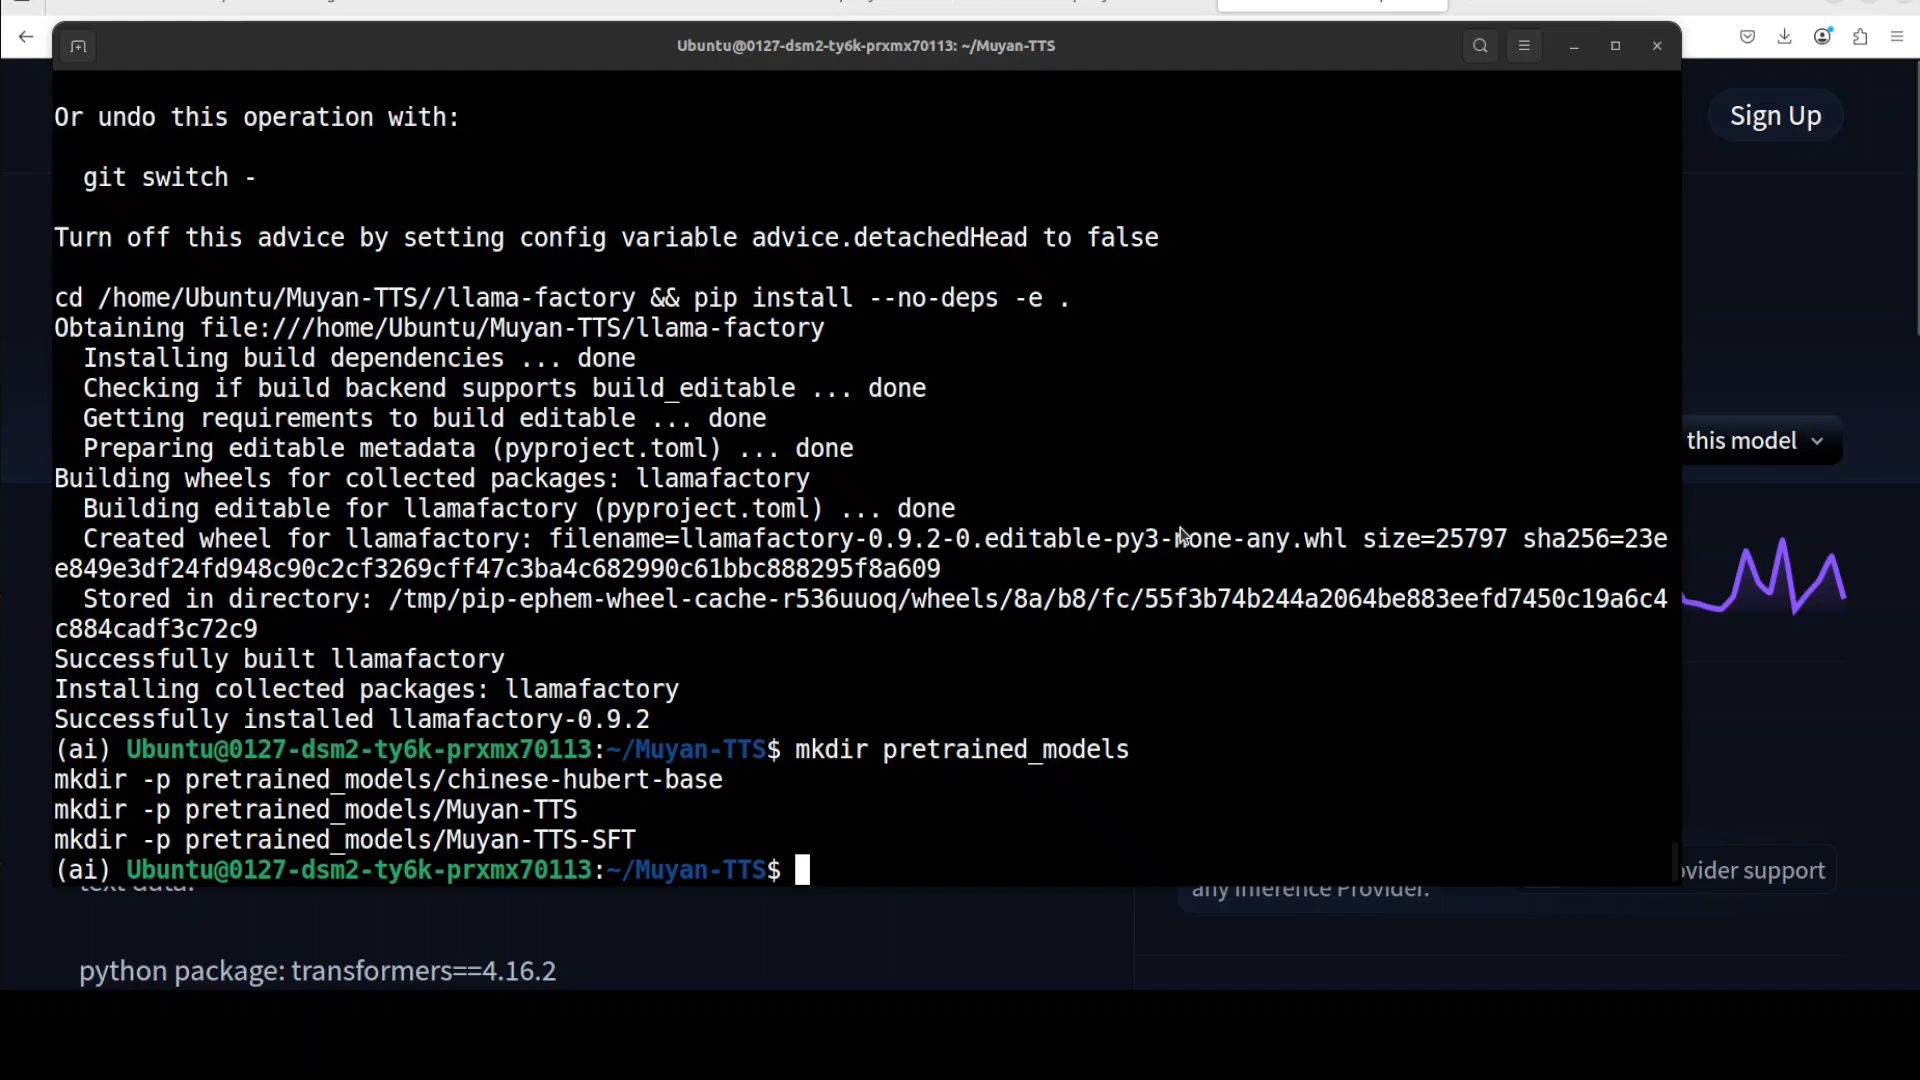 Ubuntu@0127-dsm2-ty6k-prxmx70113: ~/Muyan-TTS
Sign Up
Or undo this operation with:
git switch -
Turn off this advice by setting config variable advice.detachedHead to false
cd /home/Ubuntu/Muyan-TTS//llama-factory && pip install --no-deps -e .
Obtaining file:///home/Ubuntu/Muyan-TTS/llama-factory
Installing build dependencies ... done
Checking if build backend supports build_editable ... done
Getting requirements to build editable ... done
this model
Preparing editable metadata (pyproject.toml) ... done
Building wheels for collected packages: llamafactory
Building editable for llamafactory (pyproject.toml) ... done
Created wheel for llamafactory: filename=llamafactory-0.9.2-0.editable-py3-none-any.whl size=25797 sha256=23e
e849e3df24fd948c90c2cf3269cff47c3ba4c682990c61bbc888295f8a609
Stored in directory: /tmp/pip-ephem-wheel-cache-r536uuoq/wheels/8a/b8/fc/55f3b74b244a2064be883eefd7450c19a6c4
c884cadf3c72c9
Successfully built llamafactory
Installing collected packages: llamafactory
Successfully installed llamafactory-0.9.2
(ai) Ubuntu@0127-dsm2-ty6k-prxmx70113:~/Muyan-TTS$ mkdir pretrained_models
mkdir -p pretrained_models/chinese-hubert-base
mkdir -p pretrained_models/Muyan-TTS
mkdir -p pretrained_models/Muyan-TTS-SFT
(ai) Ubuntu@0127-dsm2-ty6k-prxmx70113:~/Muyan-TTS$
support
text data.
any Inference Provider.
python package: transformers==4.16.2